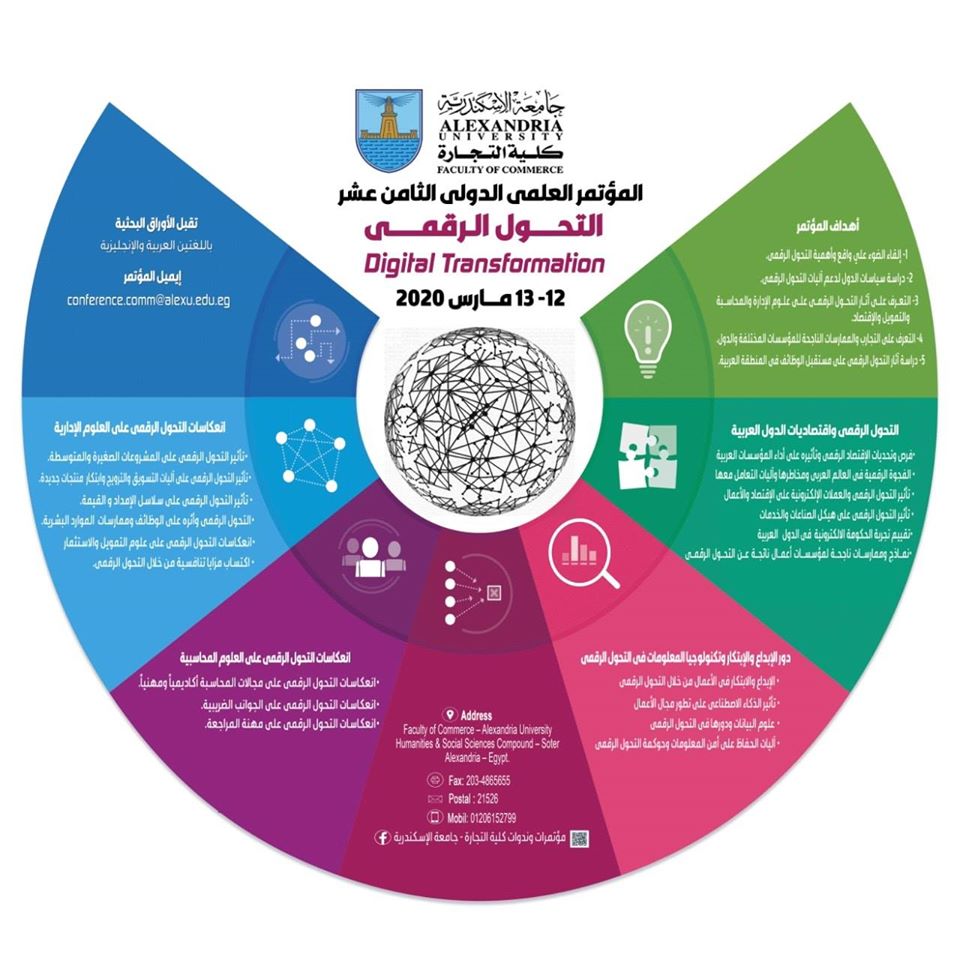 جامعة الإسكندرية
ALEXANDRIA
UNIVERSITY
كلية التجارة
FACULTY OF COMMERCE
المؤتمر العلمى الدولى الثامن عشر
التحول الرقمى
Digital Transformation
12- 13 مارس 2020
أهداف المؤتمر
1- إلقاء الضوء علي واقع وأهمية التحول الرقمى.
2- دراسة سياسات الدول لدعم آليات التحول الرقمى.
3- التعرف على آثار التحول الرقمى على علوم الإدارة والمحاسبة
والتمويل والإقتصاد.
4- التعرف على التجارب والممارسات الناجحة للمؤسسات المختلفة والدول.
5- دراسة آثار التحول الرقمى على مستقبل الوظائف فى المنطقة العربية.
التحول الرقمى واقتصاديات الدول العربية
•فرص وتحديات الإقتصاد الرقمى وتأثيره على أداء المؤسسات العربية
• الفجوة الرقمية فى العالم العربى ومخاطرها وآليات التعامل معها
• تأثير التحول الرقمى والعملات الإلكترونية على الإقتصاد والأعمال
• تأثير التحول الرقمى على هيكل الصناعات والخدمات
•تقييم تجربة الحكومة الالكترونية فى الدول العربية
•نماذج وممارسات ناجحة لمؤسسات أعمال ناتجة عن التحول الرقمى
دور الإبداع والإبتكار وتكنولوجيا المعلومات فى التحول الرقمى
• الإبداع والابتكار فى الأعمال من خلال التحول الرقمى
• تأثير الذكاء الاصطناعى على تطور مجال الأعمال
• علوم البيانات ودورها فى التحول الرقمى
• آليات الحفاظ على أمن المعلومات وحوكمة التحول الرقمى
Address
Faculty of Commerce – Alexandria University
Humanities & Social Sciences Compound – Soter
Alexandria – Egypt.
Fax: 203-4865655
Postal : 21526
Mobil: 01206152799
مؤتمرات وندوات كلية التجارة - جامعة الإسكندرية
انعكاسات التحول الرقمى على العلوم المحاسبية
•انعكاسات التحول الرقمى على مجالات المحاسبة أكاديمياً ومهنياً.
•انعكاسات التحول الرقمى على الجوانب الضريبية.
•انعكاسات التحول الرقمى على مهنة المراجعة.
انعكاسات التحول الرقمى على العلوم الإدارية
•تأثير التحول الرقمى على المشروعات الصغيرة والمتوسطة.
•تأثير التحول الرقمى على آليات التسويق والترويج وابتكار منتجات جديدة.
• تأثير التحول الرقمى على سلاسل الإمداد و القيمة.
•التحول الرقمى وأثره على الوظائف وممارسات الموارد البشرية.
•انعكاسات التحول الرقمى على علوم التمويل والاستثمار
• اكتساب مزايا تنافسية من خلال التحول الرقمى.
تقبل الأوراق البحثية
باللغتين العربية والإنجليزية
إيميل المؤتمر
conference.comm@alexu.edu.eg